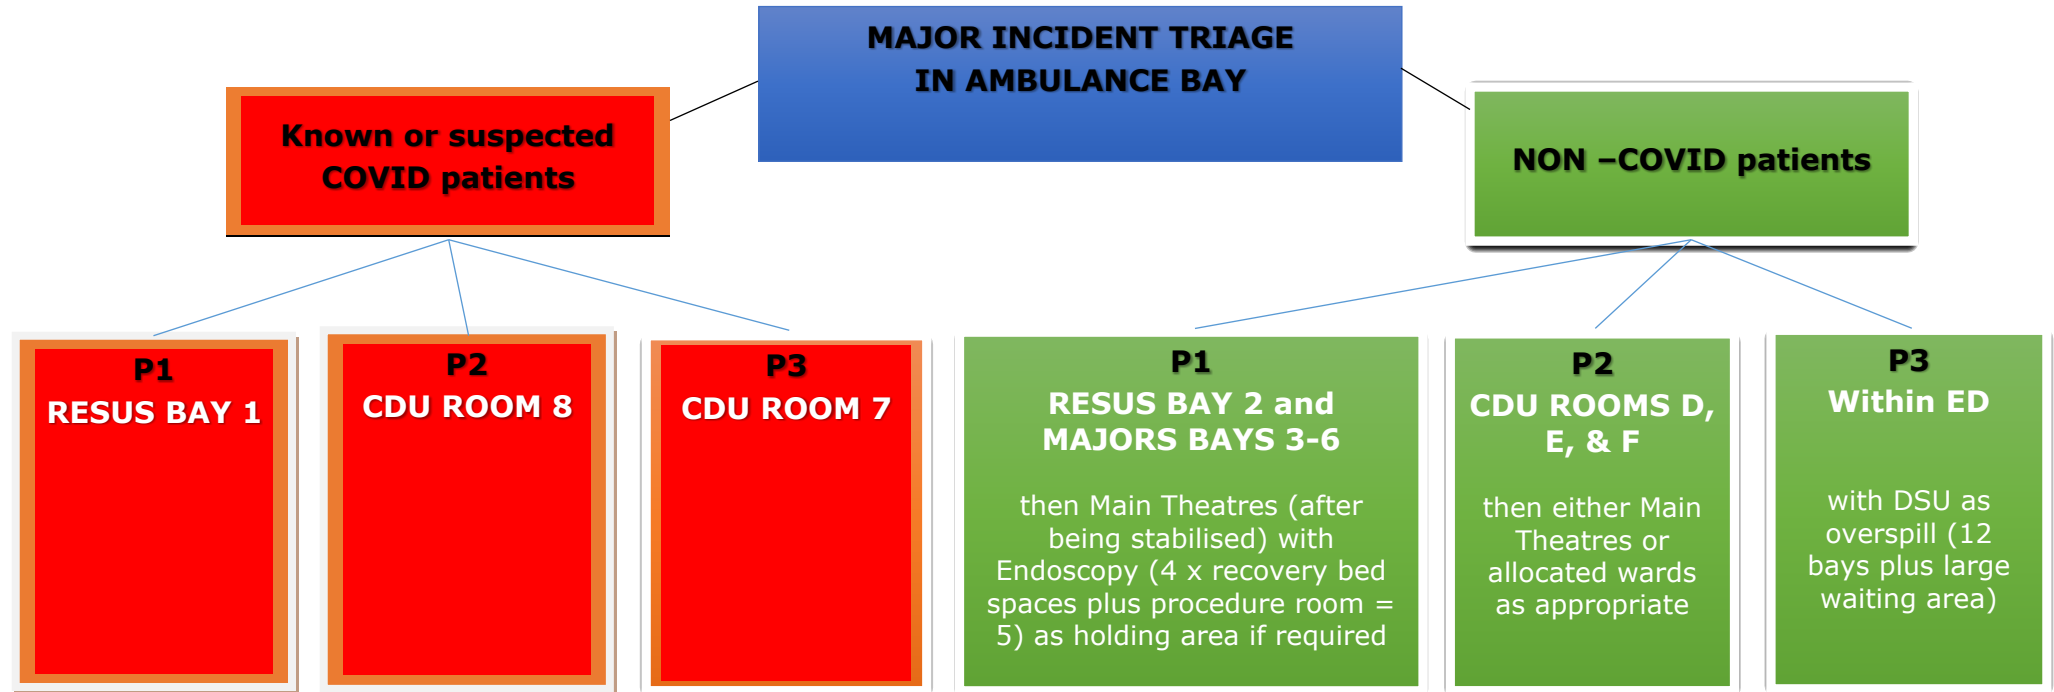 MAJOR INCIDENT TRIAGE
IN AMBULANCE BAY
Known or suspected
COVID patients
NON –COVID patients
P1
RESUS BAY 1
P2
CDU ROOM 8
P3
CDU ROOM 7
P1
RESUS BAY 2 and
MAJORS BAYS 3-6
then Main Theatres (after
being stabilised) with
Endoscopy (4 x recovery bed
spaces plus procedure room =
5) as holding area if required
P2
CDU ROOMS D,
E, & F
then either Main
Theatres or
allocated wards
as appropriate
P3
Within ED
with DSU as
overspill (12
bays plus large
waiting area)